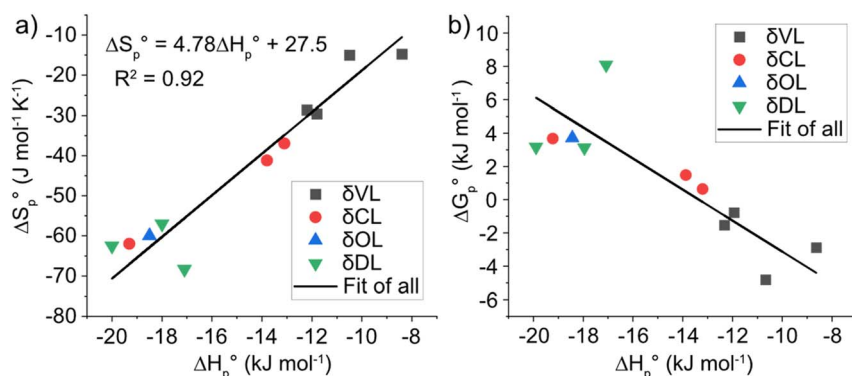 a)
ΔSₚ° = 4.78ΔHₚ° + 27.5
R² = 0.92
ΔSₚ° (J mol⁻¹ K⁻¹)
-10
-20
-30
-40
-50
-60
-70
-80
δVL
δCL
δOL
δDL
Fit of all
-20 -18 -16 -14 -12 -10 -8
ΔHₚ° (kJ mol⁻¹)
b)
ΔGₚ° (kJ mol⁻¹)
8
6
4
2
0
-2
-4
-6
δVL
δCL
δOL
δDL
Fit of all
-20 -18 -16 -14 -12 -10 -8
ΔHₚ° (kJ mol⁻¹)